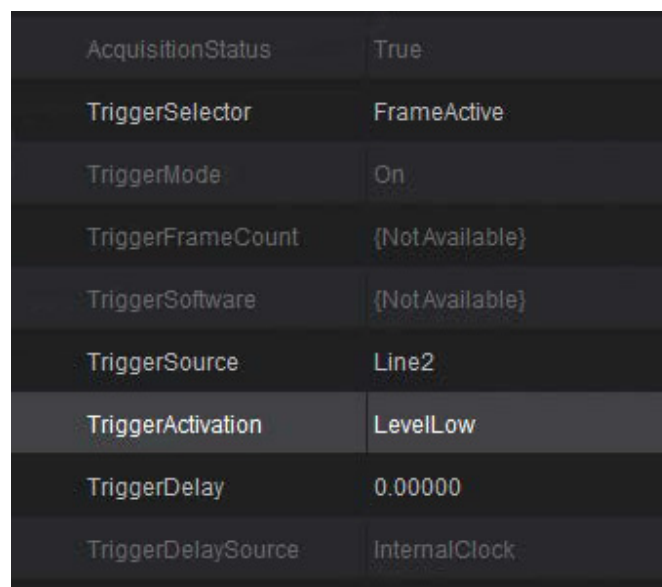 AcquisitionStatus True
TriggerSelector FrameActive
TriggerMode On
TriggerFrameCount {NotAvailable}
TriggerSoftware {NotAvailable}
TriggerSource Line2
TriggerActivation LevelLow
TriggerDelay 0.00000
TriggerDelaySource InternalClock